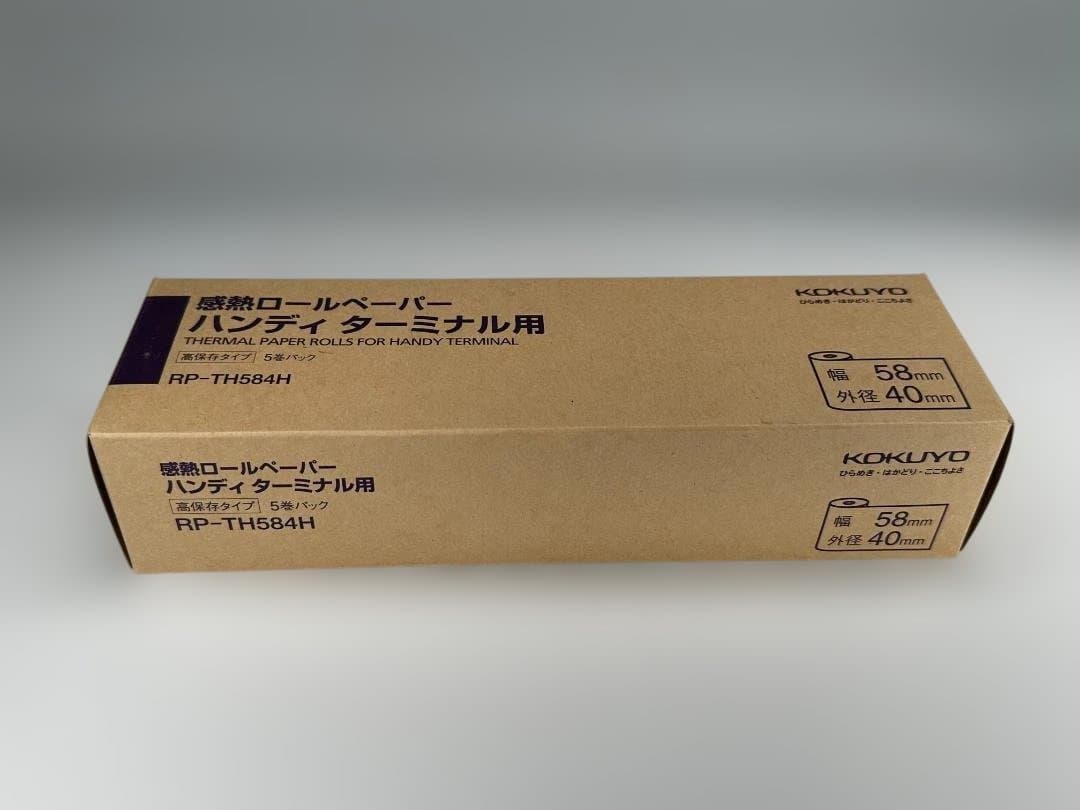 感熱ロールペーパー
ハンディ ターミナル用
THERMAL PAPER ROLLS FOR HANDY TERMINAL
高保存タイプ 5巻パック
RP-TH584H
KOKUYO
ひらめき・はかどり・ここちよさ
幅 58mm
外径 40mm
感熱ロールペーパー
ハンディ ターミナル用
高保存タイプ 5巻パック
RP-TH584H
KOKUYO
ひらめき・はかどり・ここちよさ
幅 58mm
外径 40mm